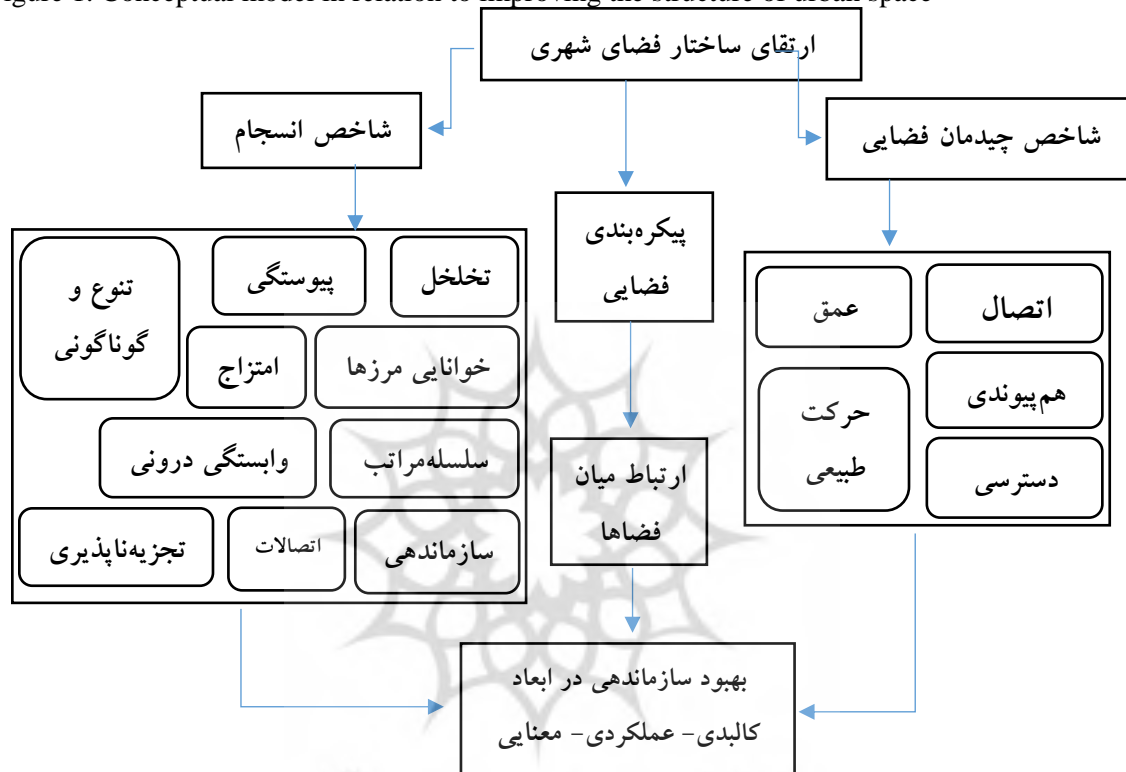 Figure 1. Conceptual model in relation to improving the structure of urban space
ارتقای ساختار فضای شهری
شاخص چیدمان فضایی
شاخص انسجام
پیکره‌بندی
فضایی
اتصال
عمق
هم‌پیوندی
حرکت
طبیعی
دسترسی
تخلخل
پیوستگی
تنوع و
گوناگونی
خوانایی مرزها
امتزاج
سلسله‌مراتب
وابستگی درونی
سازماندهی
اتصالات
تجزیه‌ناپذیری
ارتباط میان
فضاها
بهبود سازماندهی در ابعاد
کالبدی- عملکردی- معنایی